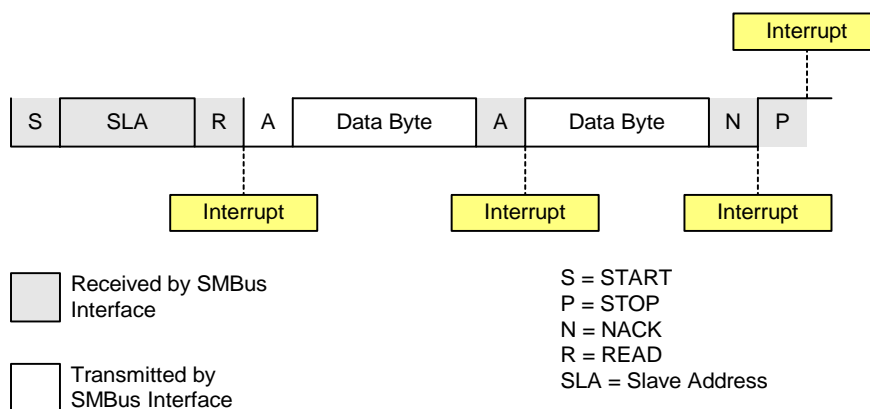 Interrupt
S SLA R A Data Byte A Data Byte N P
Interrupt Interrupt Interrupt
Received by SMBus
Interface
Transmitted by
SMBus Interface
S = START
P = STOP
N = NACK
R = READ
SLA = Slave Address